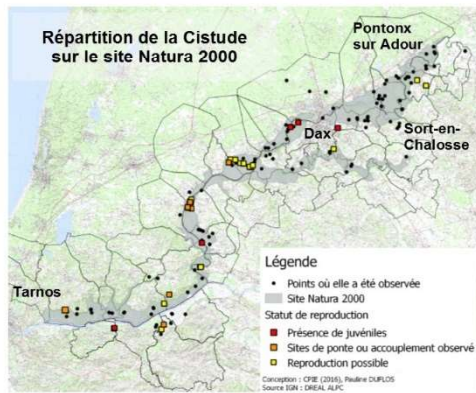 Répartition de la Cistude
sur le site Natura 2000
Pontonx
sur Adour
Dax
Sort-en-
Chalosse
Tarnos
Légende
Points où elle a été observée
Site Natura 2000
Statut de reproduction
Présence de juvéniles
Sites de ponte ou accouplement observé
Reproduction possible
Conception : CPIE (2016), Pauline DUFLOS
Source IGN : DREAL ALPC